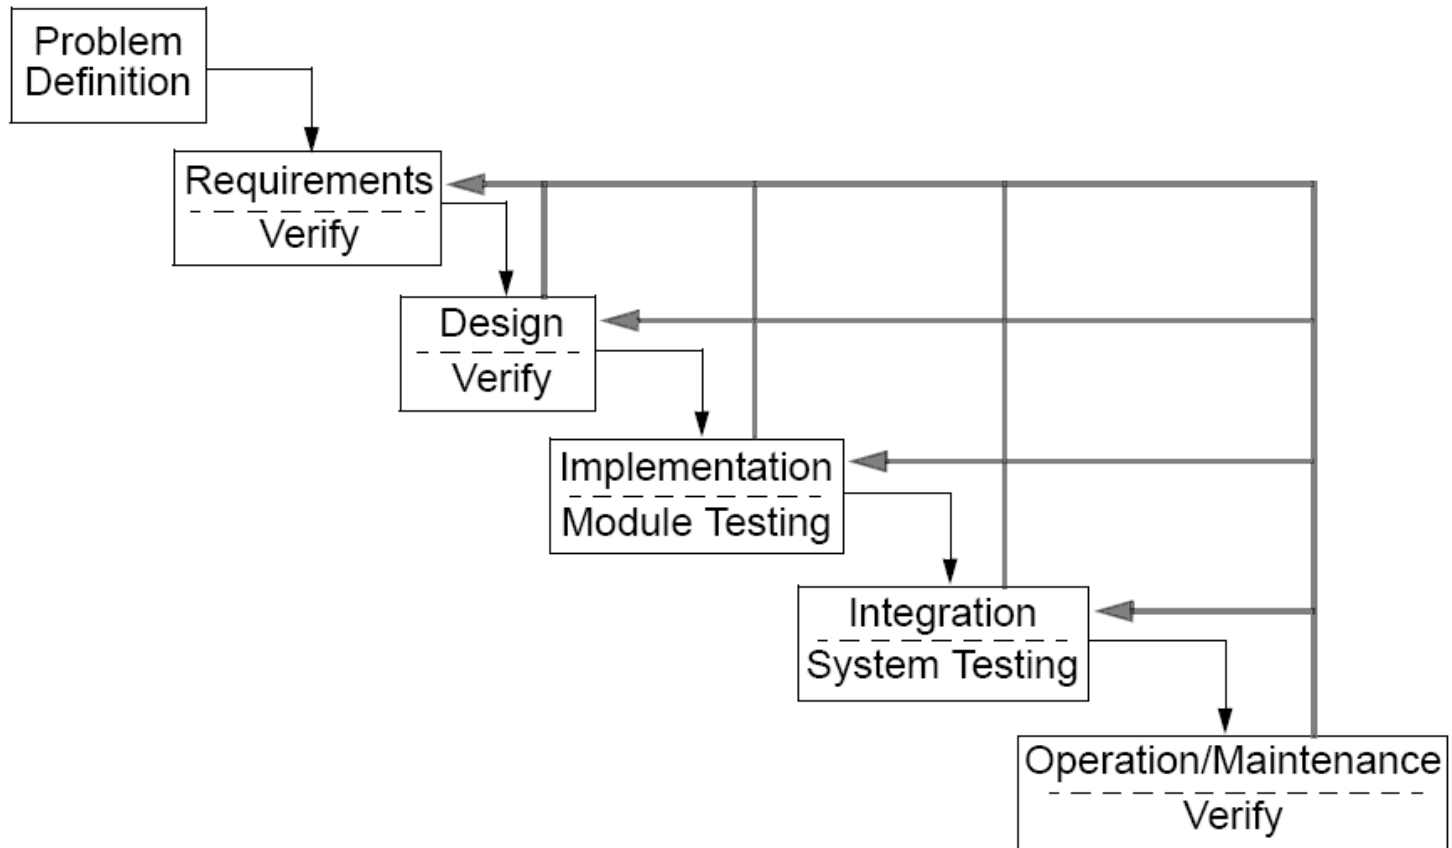 Problem
Definition
Requirements
Verify
Design
Verify
Implementation
Module Testing
Integration
System Testing
Operation/Maintenance
Verify